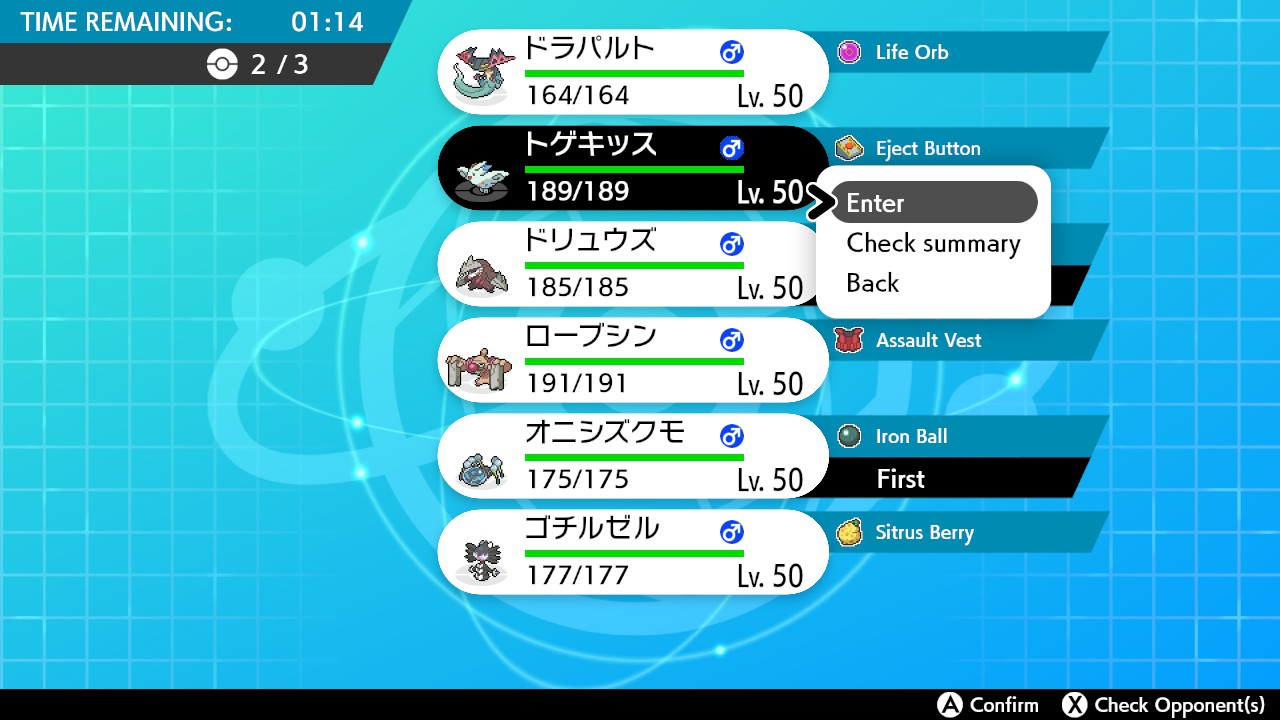 TIME REMAINING: 01:14
2 / 3
ドラパルト
164/164 Lv. 50
Life Orb
トゲキッス
189/189 Lv. 50
Eject Button
Enter
Check summary
Back
ドリュウズ
185/185 Lv. 50
ローブシン
191/191 Lv. 50
Assault Vest
オニシズクモ
175/175 Lv. 50
Iron Ball
First
ゴチルゼル
177/177 Lv. 50
Sitrus Berry
A Confirm X Check Opponent(s)